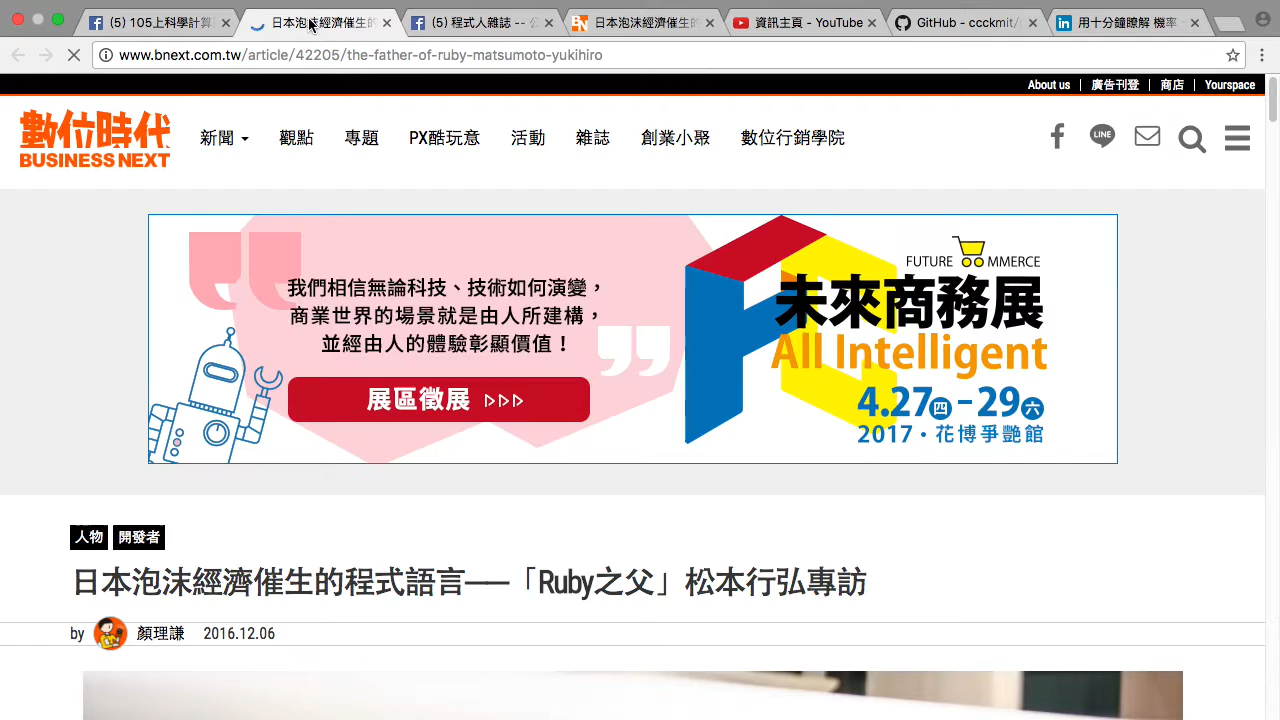 (5) 105上科學計算
日本泡沫經濟催生的
(5) 程式人雜誌 -- 公
日本泡沫經濟催生的
資訊主頁 - YouTube
GitHub - ccckmit/
用十分鐘瞭解 機率
www.bnext.com.tw/article/42205/the-father-of-ruby-matsumoto-yukihiro
About us | 廣告刊登 | 商店 | Yourspace
數位時代
BUSINESS NEXT
新聞 觀點 專題 PX酷玩意 活動 雜誌 創業小聚 數位行銷學院
LINE
我們相信無論科技、技術如何演變，
商業世界的場景就是由人所建構，
並經由人的體驗彰顯價值！
展區徵展
FUTURE COMMERCE
未來商務展
All Intelligent
4.27四-29六
2017·花博爭艷館
人物 開發者
日本泡沫經濟催生的程式語言──「Ruby之父」松本行弘專訪
by 顏理謙 2016.12.06